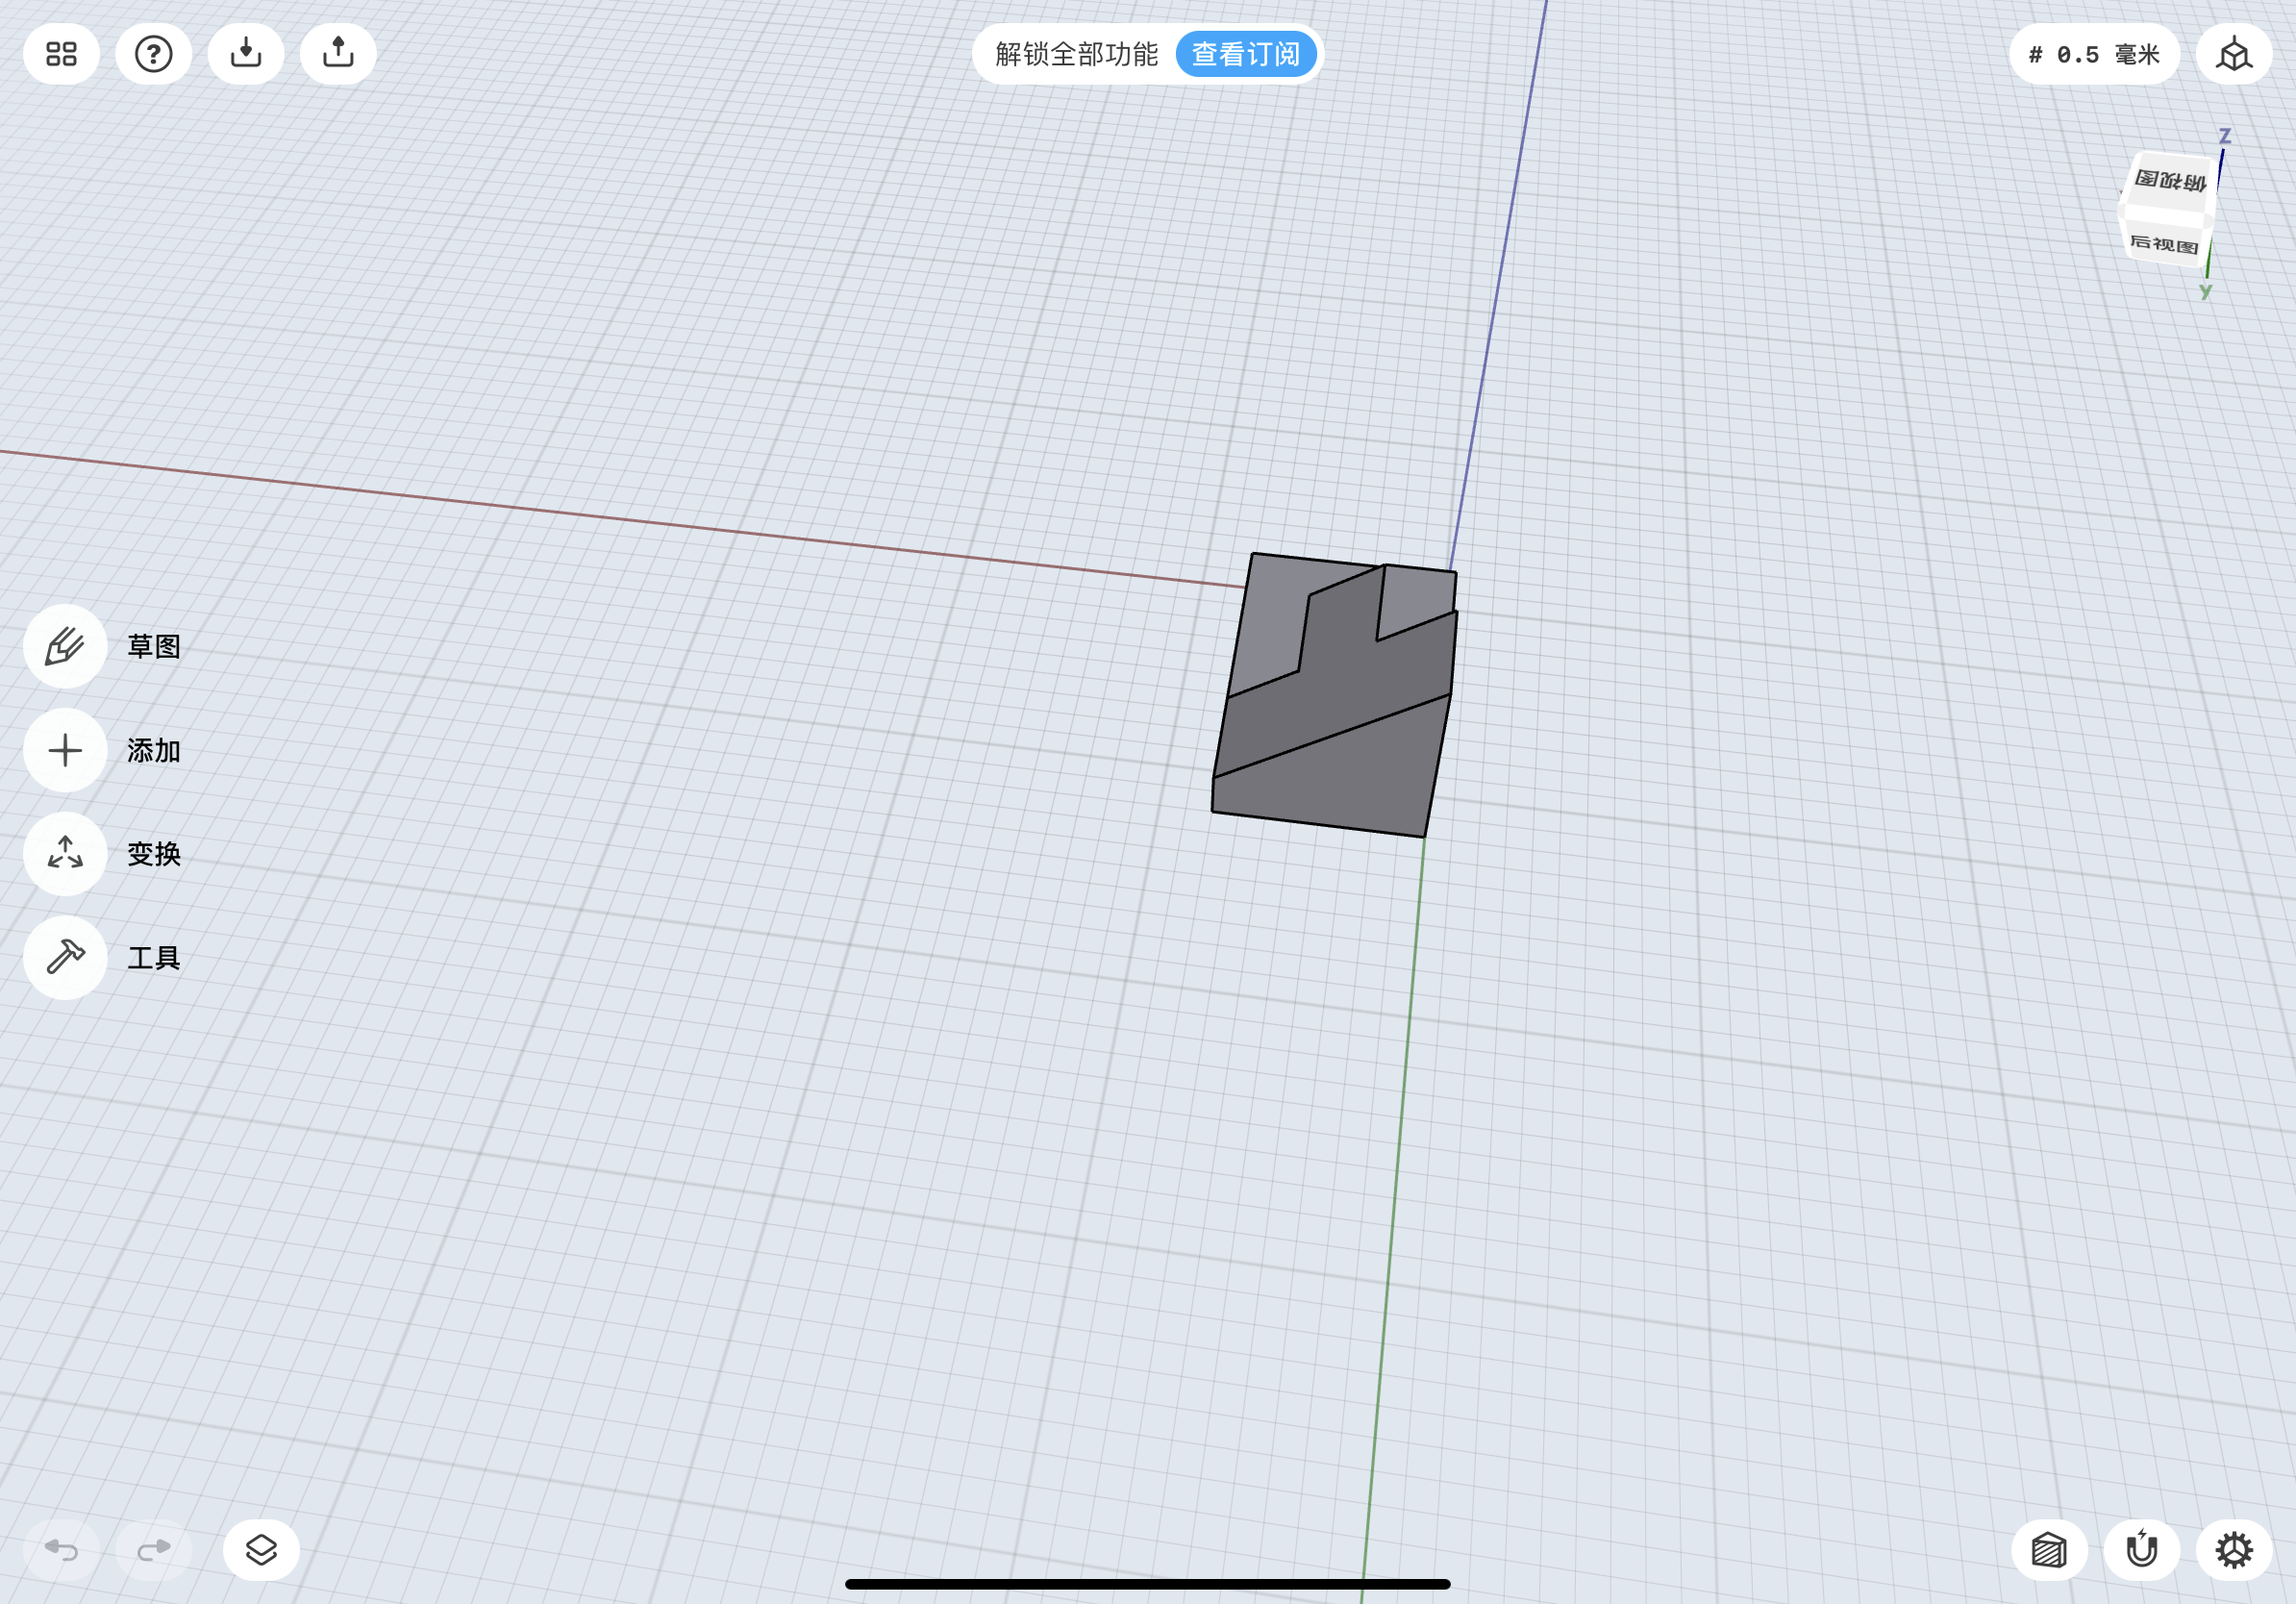 解锁全部功能 查看订阅
# 0.5 毫米
Z
俯视图
后视图
Y
草图
添加
变换
工具